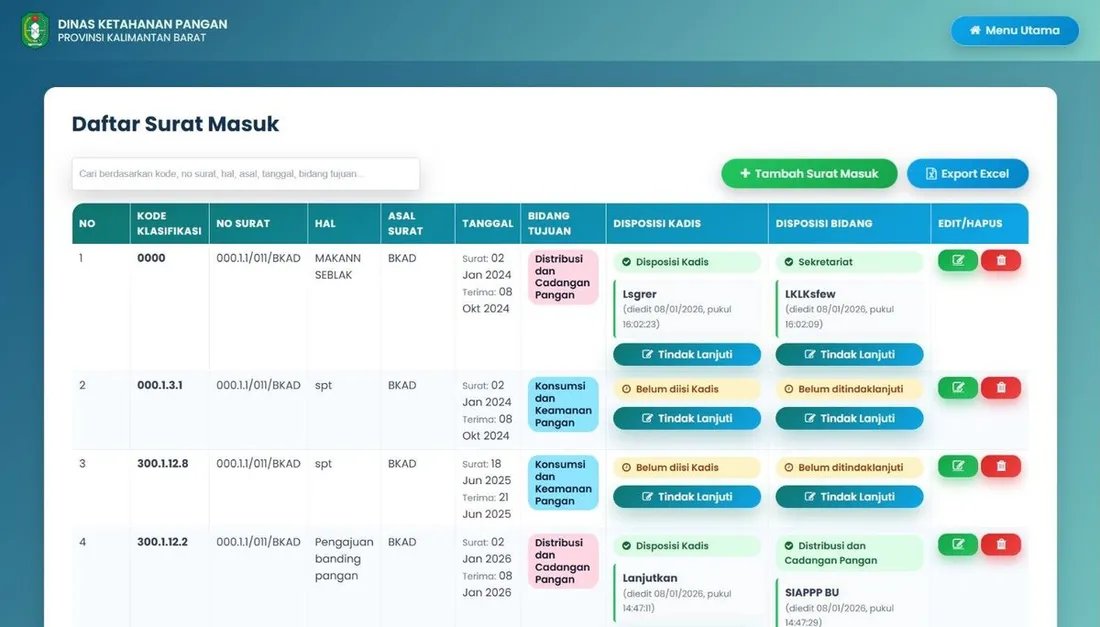 DINAS KETAHANAN PANGAN
PROVINSI KALIMANTAN BARAT
Menu Utama
Daftar Surat Masuk
Cari berdasarkan kode, no surat, hal, asal, tanggal, bidang tujuan...
Tambah Surat Masuk
Export Excel
NO
KODE
KLASIFIKASI
NO SURAT
HAL
ASAL
SURAT
TANGGAL
BIDANG
TUJUAN
DISPOSISI KADIS
DISPOSISI BIDANG
EDIT/HAPUS
1
0000
000.1.1/011/BKAD
MAKANN
SEBLAK
BKAD
Surat: 02
Jan 2024
Terima: 08
Okt 2024
Distribusi
dan
Cadangan
Pangan
Disposisi Kadis
Lsgrer
(diedit 08/01/2026, pukul
16:02:23)
Tindak Lanjuti
Sekretariat
LKLKsfew
(diedit 08/01/2026, pukul
16:02:09)
Tindak Lanjuti
2
000.1.3.1
000.1.1/011/BKAD
spt
BKAD
Surat: 02
Jan 2024
Terima: 08
Okt 2024
Konsumsi
dan
Keamanan
Pangan
Belum diisi Kadis
Tindak Lanjuti
Belum ditindaklanjuti
Tindak Lanjuti
3
300.1.12.8
000.1.1/011/BKAD
spt
BKAD
Surat: 18
Jun 2025
Terima: 21
Jun 2025
Konsumsi
dan
Keamanan
Pangan
Belum diisi Kadis
Tindak Lanjuti
Belum ditindaklanjuti
Tindak Lanjuti
4
300.1.12.2
000.1.1/011/BKAD
Pengajuan
banding
pangan
BKAD
Surat: 02
Jan 2026
Terima: 08
Jan 2026
Distribusi
dan
Cadangan
Pangan
Disposisi Kadis
Lanjutkan
(diedit 08/01/2026, pukul
14:47:11)
Distribusi dan
Cadangan Pangan
SIAPPP BU
(diedit 08/01/2026, pukul
14:47:29)